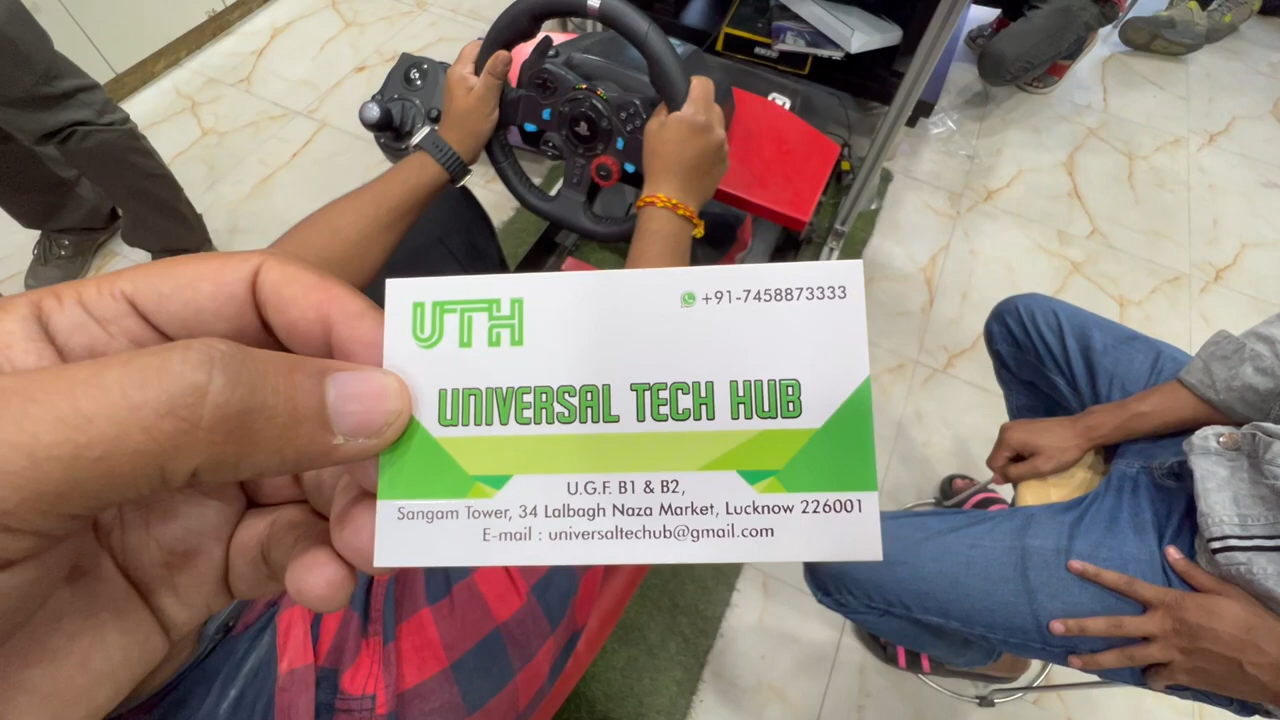 UTH
+91-7458873333
UNIVERSAL TECH HUB
U.G.F. B1 & B2,
Sangam Tower, 34 Lalbagh Naza Market, Lucknow 226001
E-mail : universaltechub@gmail.com